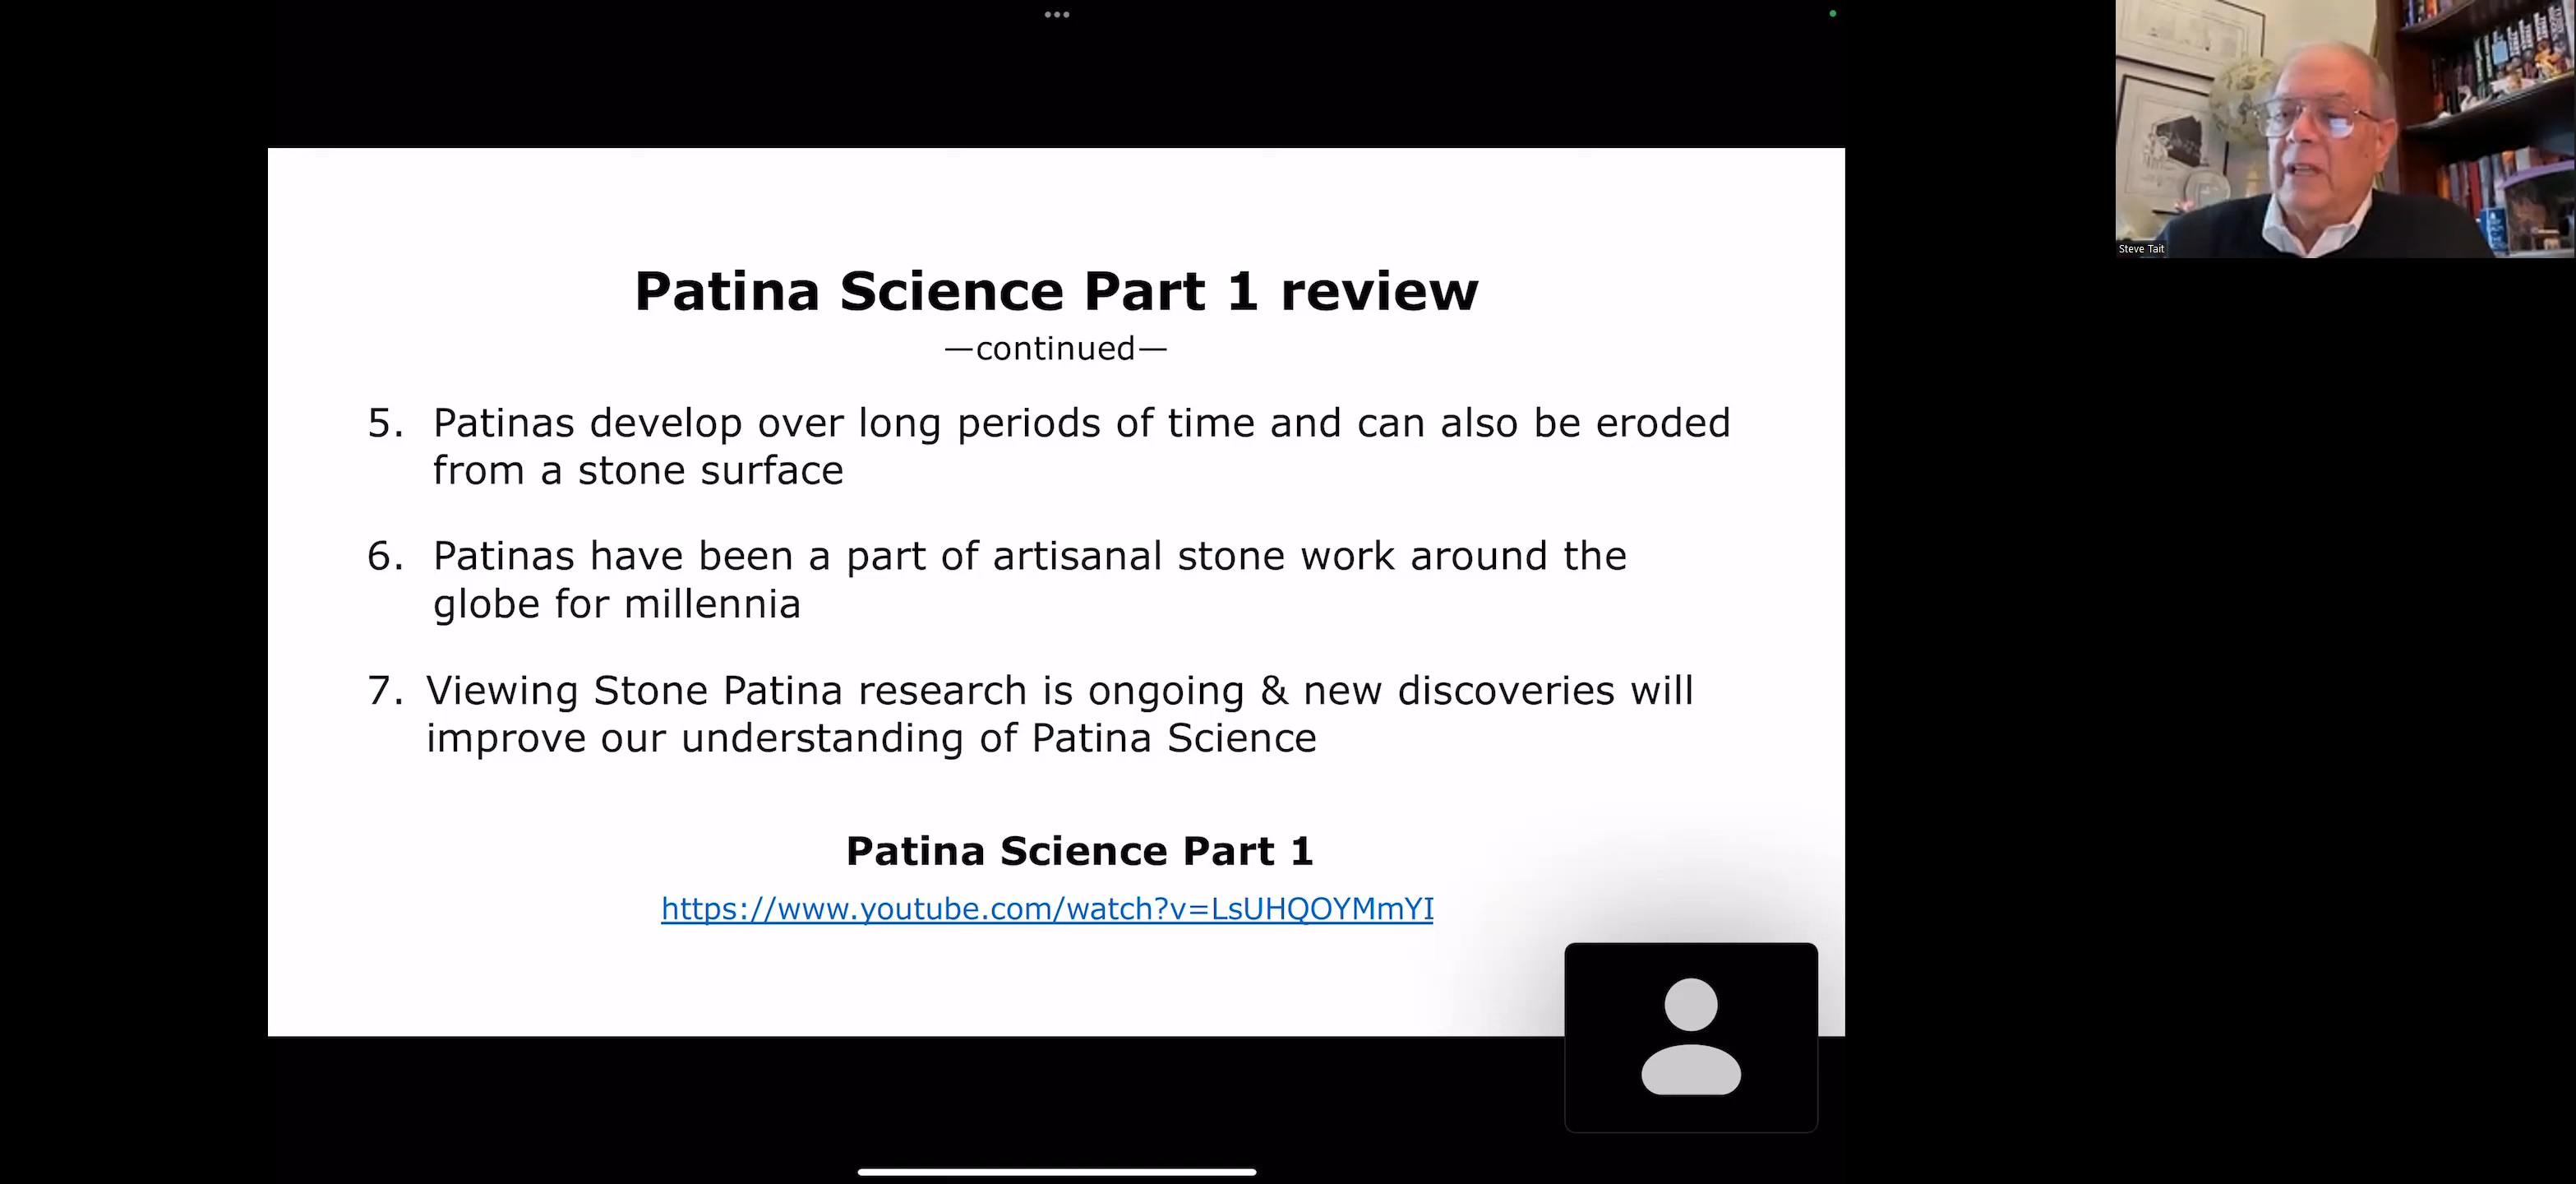 Patina Science Part 1 review
—continued—
5. Patinas develop over long periods of time and can also be eroded
from a stone surface
6. Patinas have been a part of artisanal stone work around the
globe for millennia
7. Viewing Stone Patina research is ongoing & new discoveries will
improve our understanding of Patina Science
Patina Science Part 1
https://www.youtube.com/watch?v=LsUHQOYMmYI
Steve Tait